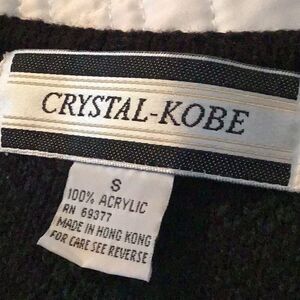 CRYSTAL-KOBE
S
100% ACRYLIC
RN 69377
MADE IN HONG KONG
FOR CARE SEE REVERSE